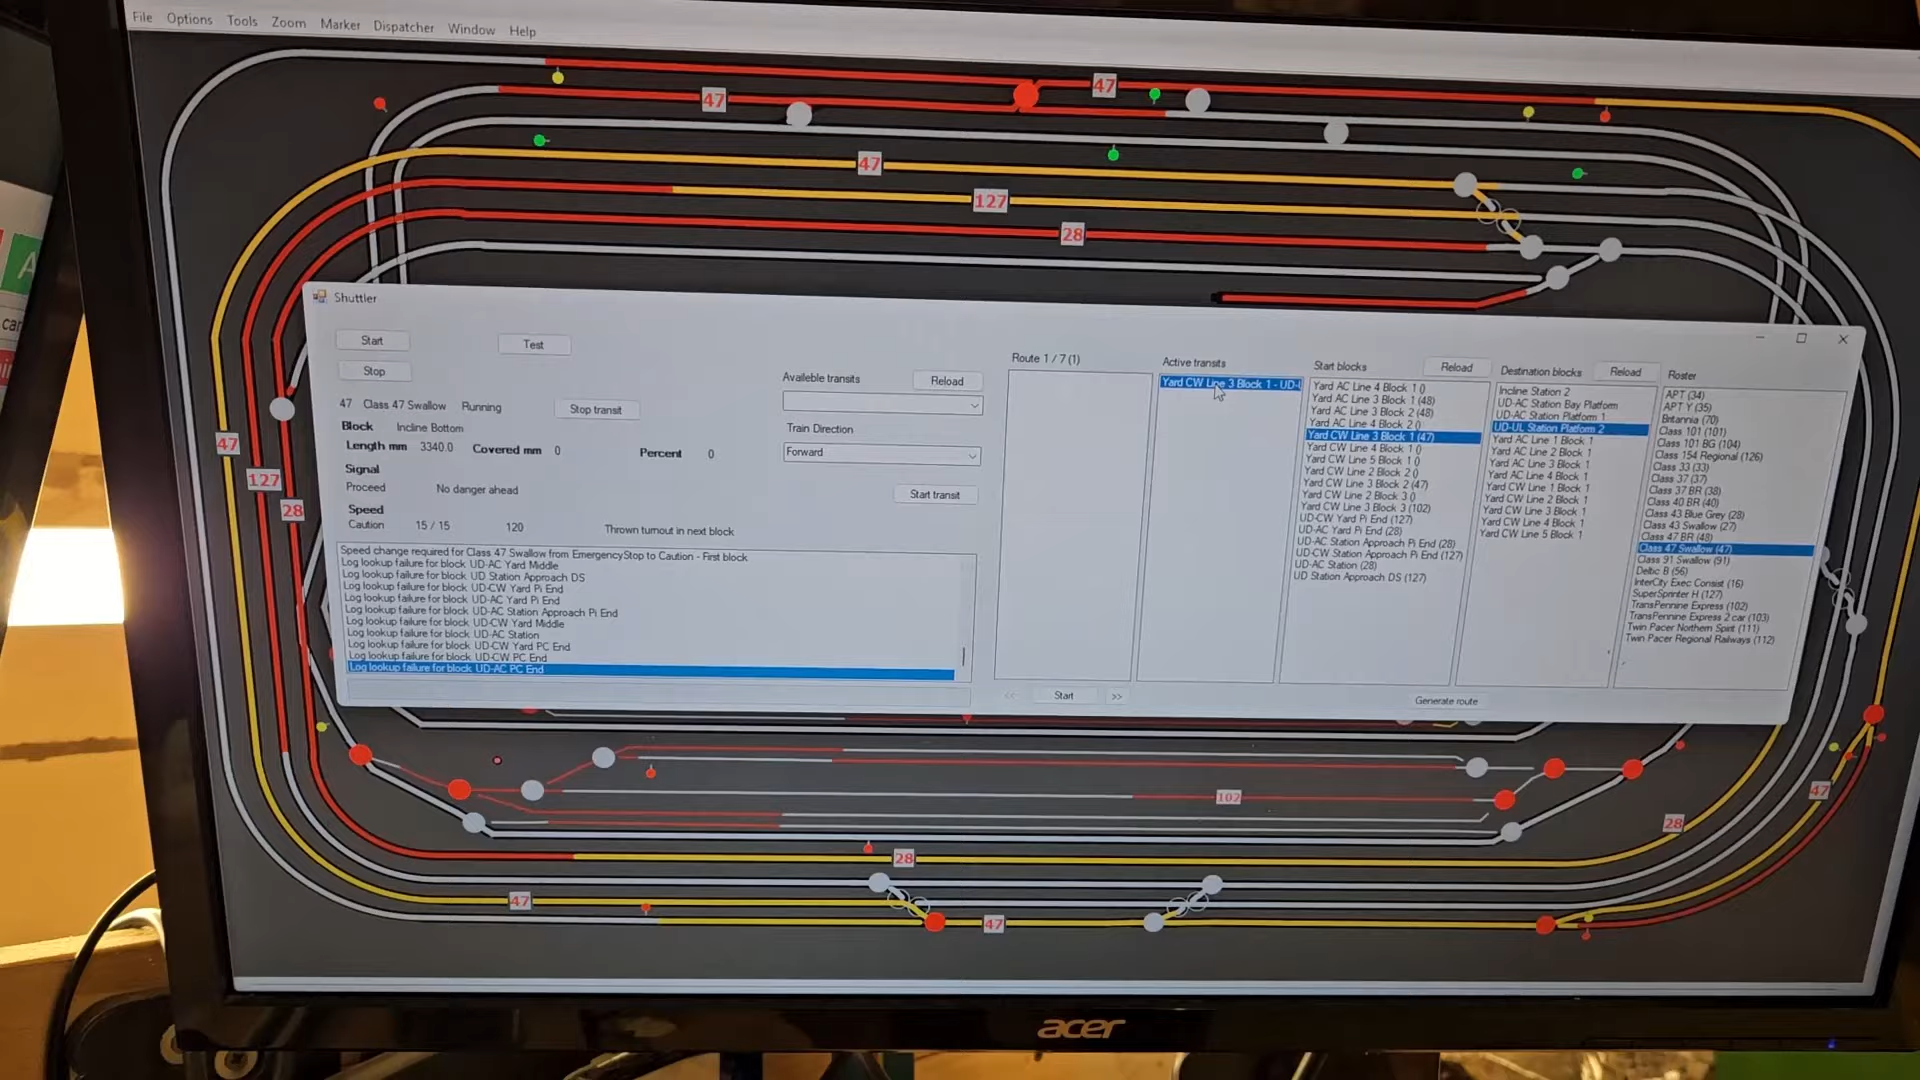 File Options Tools Zoom Marker Dispatcher Window Help
47
47
47
127
28
Shuttler
Start
Test
Stop
47 Class 47 Swallow Running
Stop transit
Block Incline Bottom
Length mm 3340.0 Covered mm 0 Percent 0
Signal
Proceed No danger ahead
Speed
Caution 15 / 15 120 Thrown turnout in next block
Speed change required for Class 47 Swallow from EmergencyStop to Caution - First block
Log lookup failure for block UD-AC Yard Middle
Log lookup failure for block UD Station Approach DS
Log lookup failure for block UD-CW Yard Pi End
Log lookup failure for block UD-AC Yard Pi End
Log lookup failure for block UD-AC Station Approach Pi End
Log lookup failure for block UD-CW Yard Middle
Log lookup failure for block UD-AC Station
Log lookup failure for block UD-CW Yard PC End
Log lookup failure for block UD-CW PC End
Log lookup failure for block UD-AC PC End
Available transits
Reload
Train Direction
Forward
Start transit
Route 1 / 7 (1)
<< Start >>
Active transits
Yard CW Line 3 Block 1 - UD-
Start blocks
Reload
Yard AC Line 4 Block 1 ()
Yard AC Line 3 Block 1 (48)
Yard AC Line 3 Block 2 (48)
Yard AC Line 4 Block 2 ()
Yard CW Line 3 Block 1 (47)
Yard CW Line 4 Block 1 ()
Yard CW Line 5 Block 1 ()
Yard CW Line 2 Block 2 ()
Yard CW Line 3 Block 2 (47)
Yard CW Line 2 Block 3 ()
Yard CW Line 3 Block 3 (102)
UD-CW Yard Pi End (127)
UD-AC Yard Pi End (28)
UD-AC Station Approach Pi End (28)
UD-CW Station Approach Pi End (127)
UD-AC Station (28)
UD Station Approach DS (127)
Destination blocks
Reload
Incline Station 2
UD-AC Station Bay Platform
UD-AC Station Platform 1
UD-UL Station Platform 2
Yard AC Line 1 Block 1
Yard AC Line 2 Block 1
Yard AC Line 3 Block 1
Yard AC Line 4 Block 1
Yard CW Line 1 Block 1
Yard CW Line 2 Block 1
Yard CW Line 3 Block 1
Yard CW Line 4 Block 1
Yard CW Line 5 Block 1
Generate route
Roster
APT (34)
APT Y (35)
Britannia (70)
Class 101 (101)
Class 101 BG (104)
Class 154 Regional (126)
Class 33 (33)
Class 37 (37)
Class 37 BR (38)
Class 40 BR (40)
Class 43 Blue Grey (28)
Class 43 Swallow (27)
Class 47 BR (48)
Class 47 Swallow (47)
Class 91 Swallow (91)
Deltic B (56)
InterCity Exec Consist (16)
SuperSprinter H (127)
TransPennine Express (102)
TransPennine Express 2 car (103)
Twin Pacer Northern Spirit (111)
Twin Pacer Regional Railways (112)
47
127
28
102
47
28
28
47
47
acer